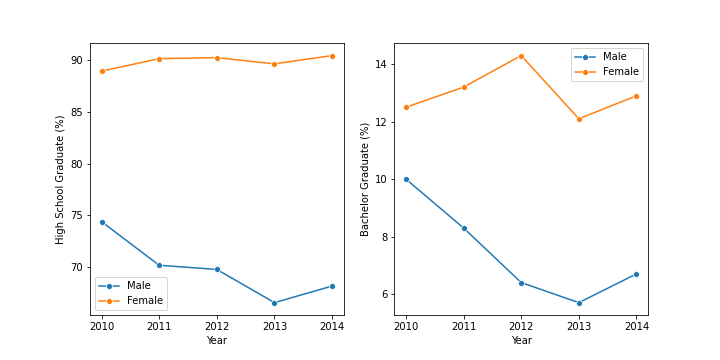 High School Graduate (%)
90
85
80
75
70
Male
Female
2010 2011 2012 2013 2014
Year
Bachelor Graduate (%)
14
12
10
8
6
Male
Female
2010 2011 2012 2013 2014
Year